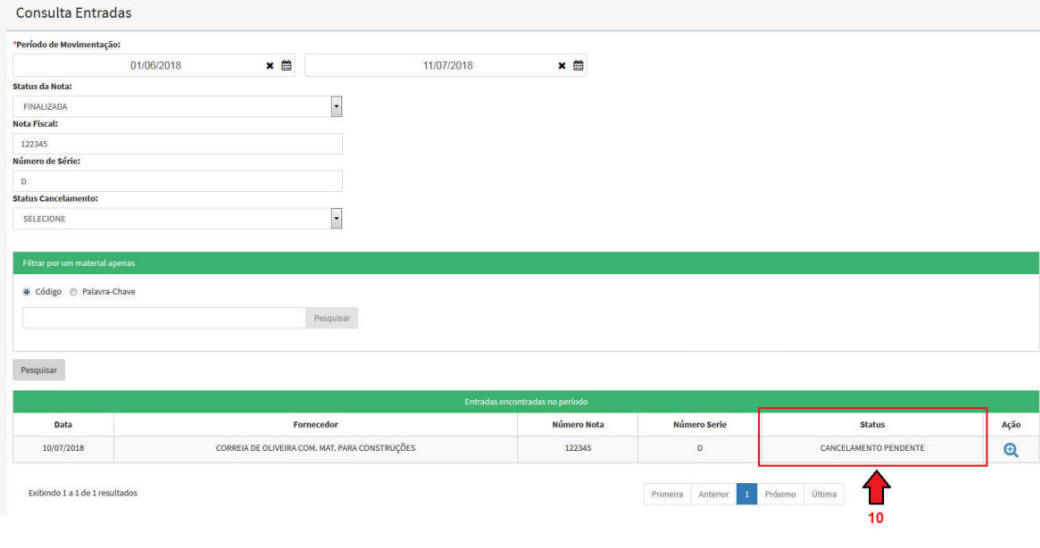 Consulta Entradas
*Período de Movimentação:
01/06/2018 11/07/2018
Status da Nota:
FINALIZADA
Nota Fiscal:
122345
Número de Série:
D
Status Cancelamento:
SELECIONE
Filtrar por um material apenas
Código Palavra-Chave
Pesquisar
Pesquisar
Entradas encontradas no período
Data Fornecedor Número Nota Número Serie Status Ação
10/07/2018 CORREIA DE OLIVEIRA COM. MAT. PARA CONSTRUÇÕES 122345 D CANCELAMENTO PENDENTE
Exibindo 1 a 1 de 1 resultados Primeira Anterior 1 Próximo Última
10